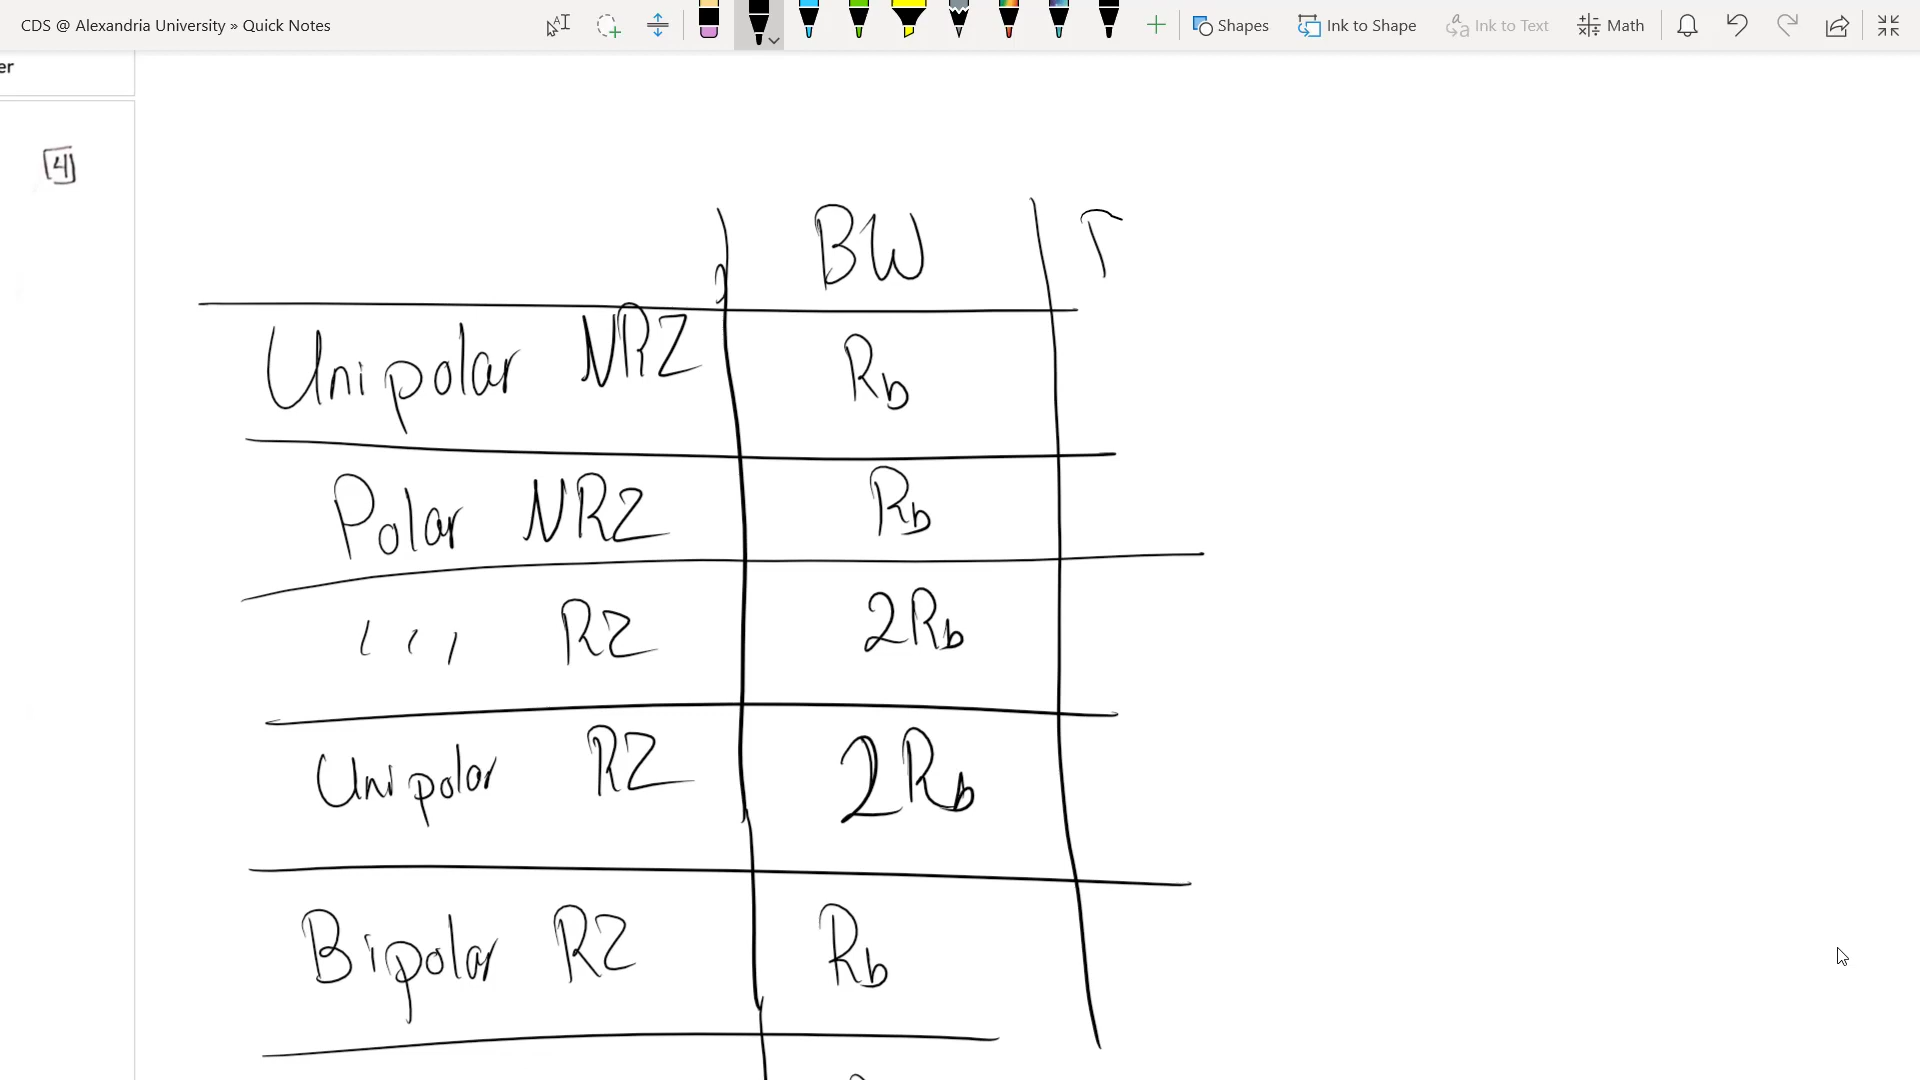 CDS @ Alexandria University » Quick Notes
Shapes
Ink to Shape
Ink to Text
Math
er
4
BW
Unipolar NRZ Rb
Polar NRZ Rb
RZ 2Rb
Unipolar RZ 2Rb
Bipolar RZ Rb